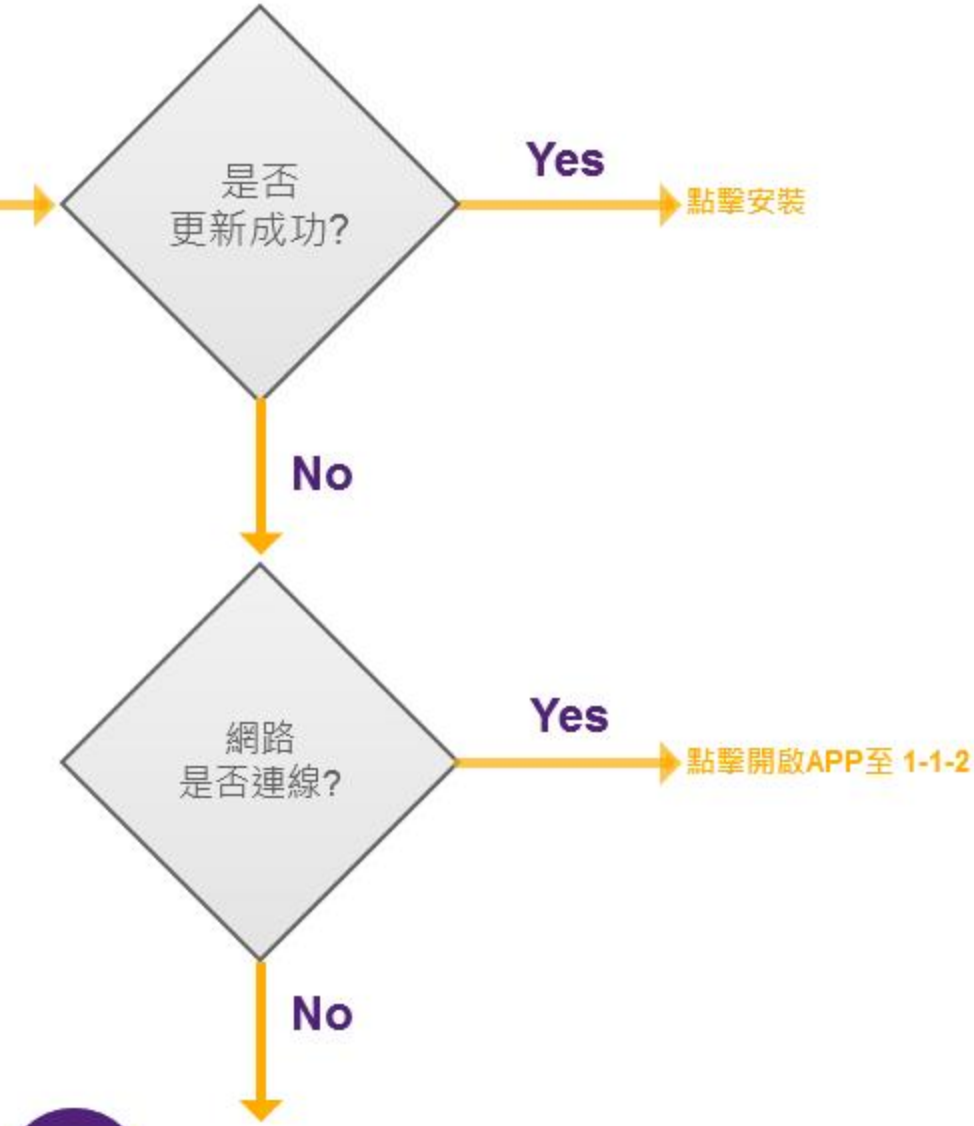 是否
更新成功?
Yes
點擊安裝
No
網路
是否連線?
Yes
點擊開啟APP至 1-1-2
No